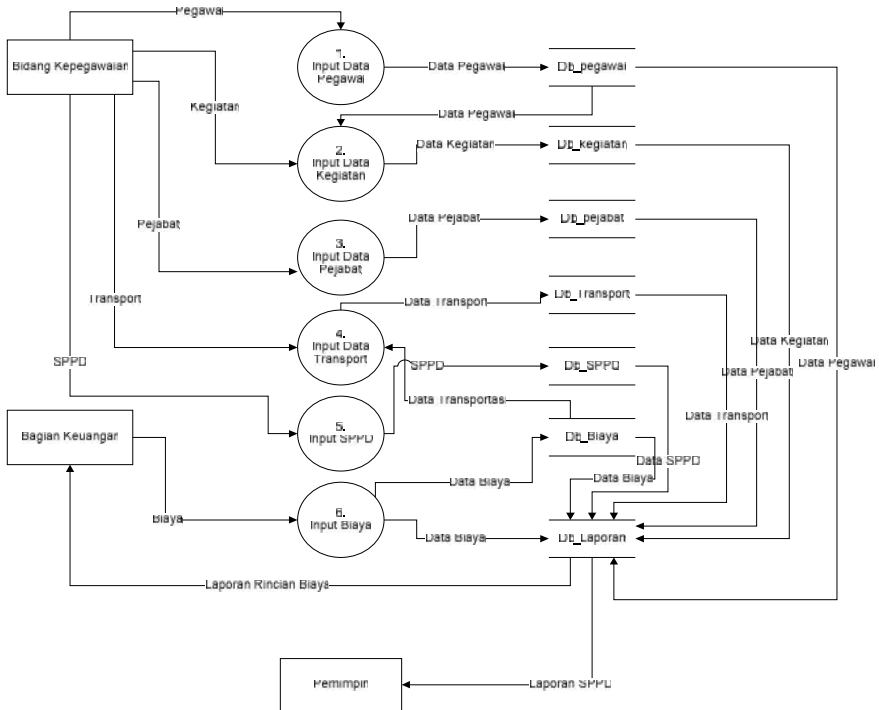 Pegawai
Bidang Kepegawaian
1.
Input Data
Pegawai
Data Pegawai
Db_pegawai
Data Pegawai
Kegiatan
2.
Input Data
Kegiatan
Data Kegiatan
Db_kegiatan
Pejabat
3.
Input Data
Pejabat
Data Pejabat
Db_pejabat
Transport
4.
Input Data
Transport
Data Transport
Db_Transport
Data Kegiatan
Data Pegawai
Data Pejabat
SPPD
SPPD
Db_SPPD
Data Transportasi
Data Transport
Bagian Keuangan
5.
Input SPPD
Db_Biaya
Data SPPD
Data Biaya
Data Biaya
Biaya
6.
Input Biaya
Data Biaya
Db_Laporan
Laporan Rincian Biaya
Pemimpin
Laporan SPPD